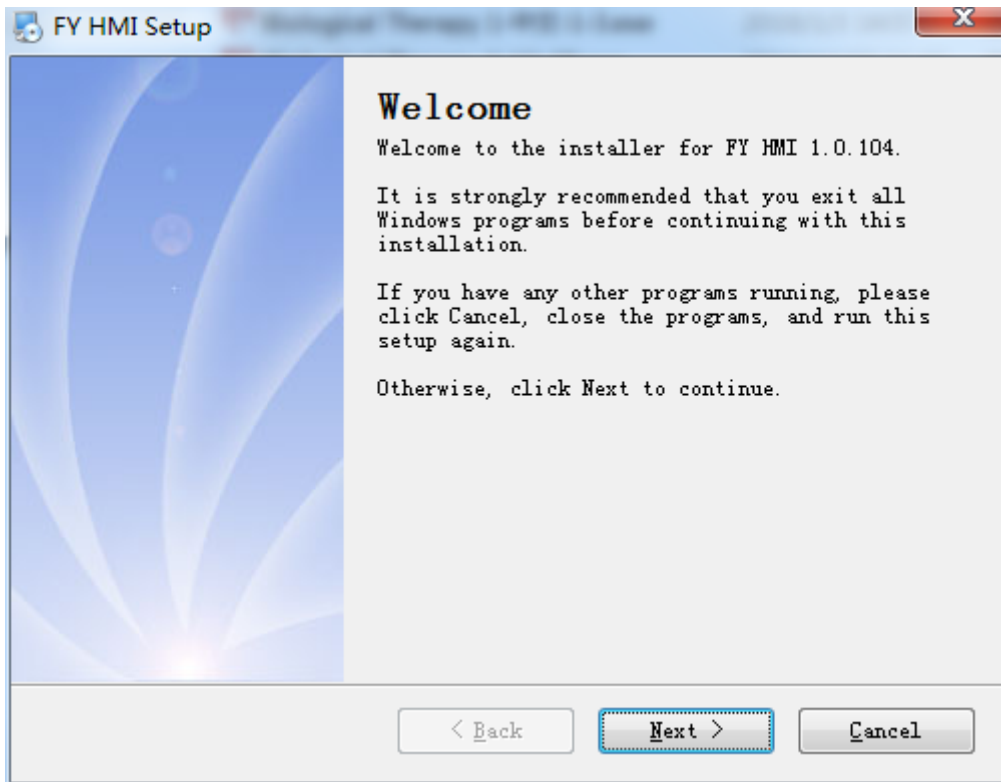 FY HMI Setup
Welcome
Welcome to the installer for FY HMI 1.0.104.
It is strongly recommended that you exit all
Windows programs before continuing with this
installation.
If you have any other programs running, please
click Cancel, close the programs, and run this
setup again.
Otherwise, click Next to continue.
< Back
Next >
Cancel